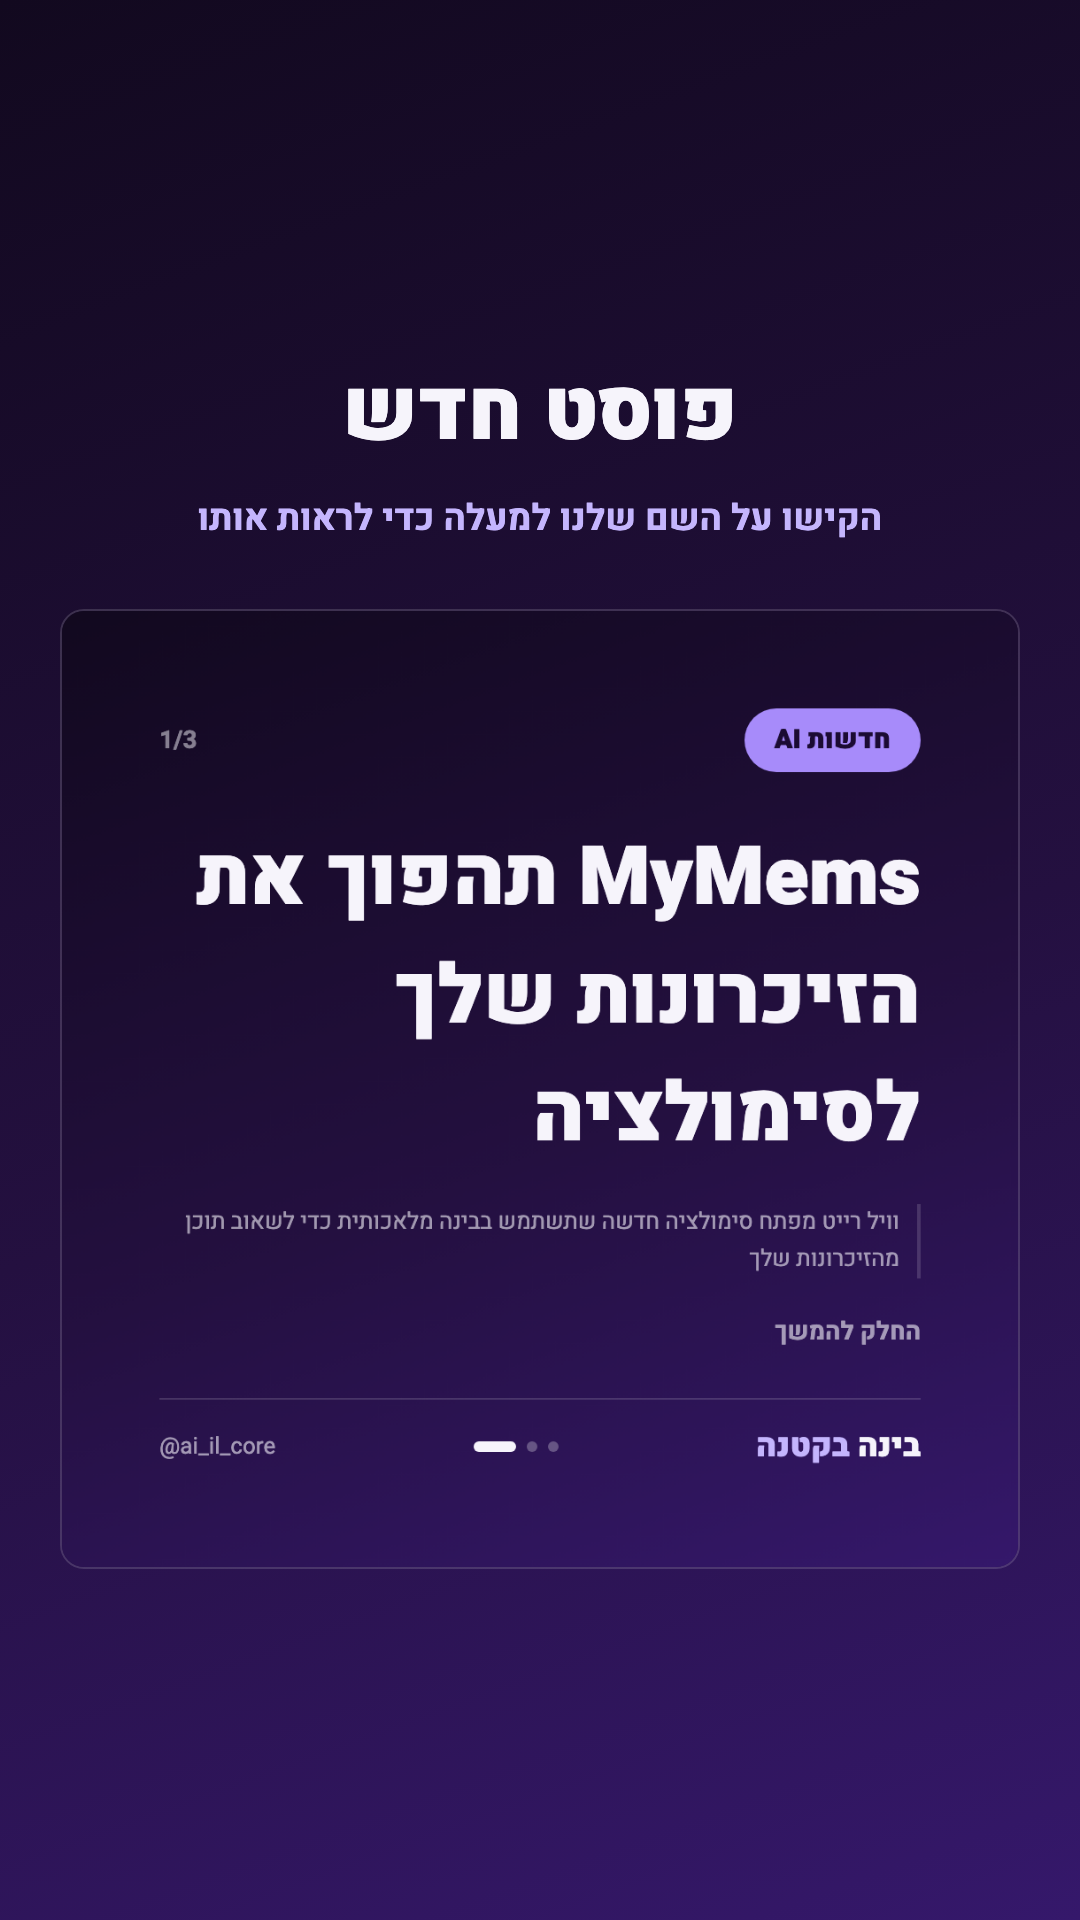 פוסט חדש
הקישו על השם שלנו למעלה כדי לראות אותו
חדשות AI
1/3
MyMems תהפוך את
הזיכרונות שלך
לסימולציה
וויל רייט מפתח סימולציה חדשה שתשתמש בבינה מלאכותית כדי לשאוב תוכן
מהזיכרונות שלך
החלק להמשך
בינה בקטנה
@ai_il_core